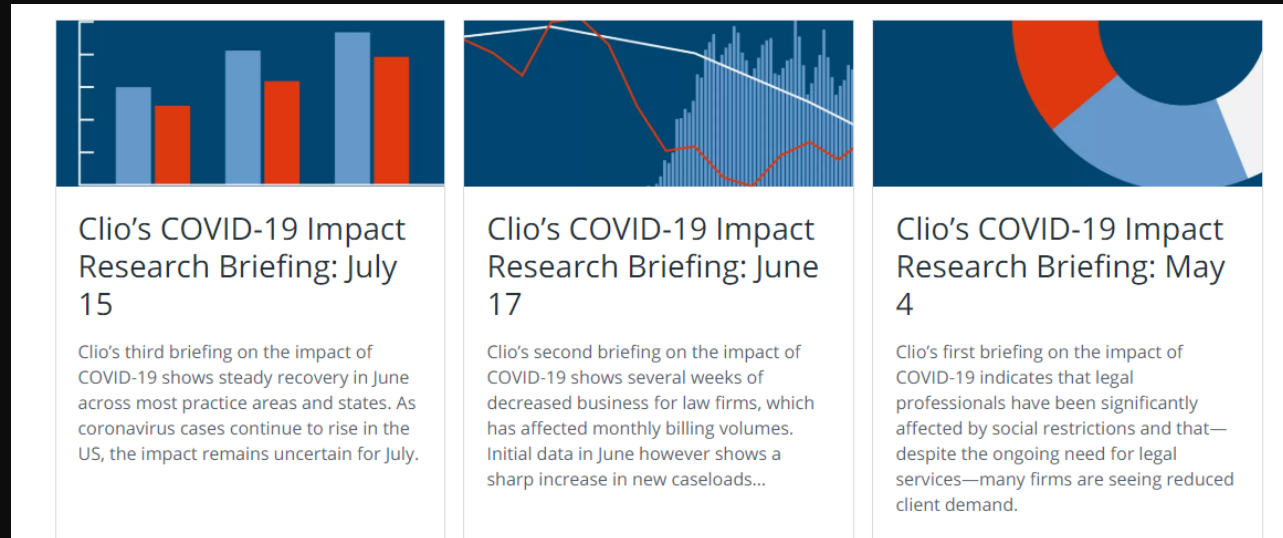 Clio’s COVID-19 Impact
Research Briefing: July
15
Clio’s third briefing on the impact of
COVID-19 shows steady recovery in June
across most practice areas and states. As
coronavirus cases continue to rise in the
US, the impact remains uncertain for July.
Clio’s COVID-19 Impact
Research Briefing: June
17
Clio’s second briefing on the impact of
COVID-19 shows several weeks of
decreased business for law firms, which
has affected monthly billing volumes.
Initial data in June however shows a
sharp increase in new caseloads...
Clio’s COVID-19 Impact
Research Briefing: May
4
Clio’s first briefing on the impact of
COVID-19 indicates that legal
professionals have been significantly
affected by social restrictions and that—
despite the ongoing need for legal
services—many firms are seeing reduced
client demand.